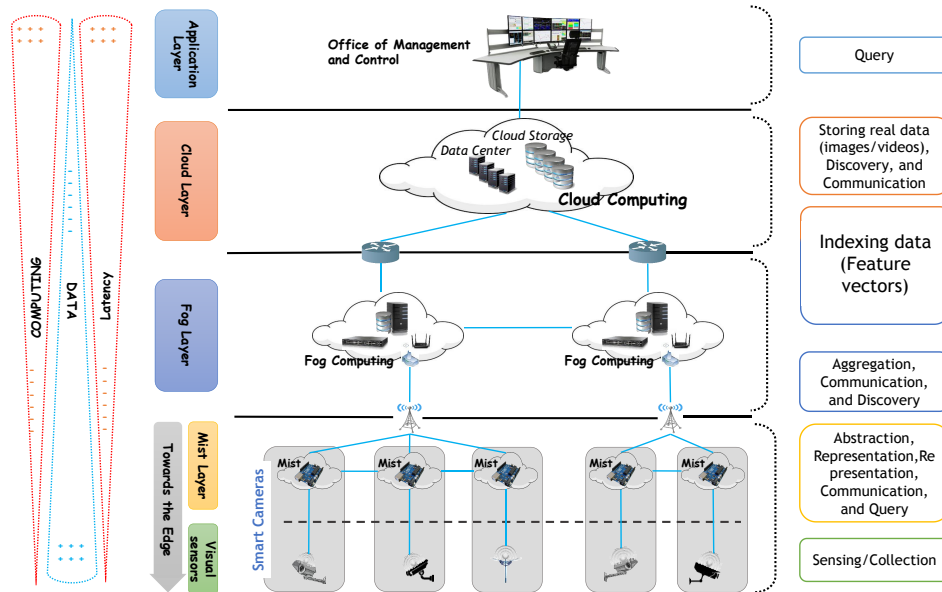 COMPUTING
DATA
Latency
Application
Layer
Cloud Layer
Fog Layer
Mist Layer
Visual
sensors
Towards the Edge
Office of Management
and Control
Cloud Storage
Data Center
Cloud Computing
Fog Computing
Fog Computing
Smart Cameras
Mist
Mist
Mist
Mist
Mist
Query
Storing real data
(images/videos),
Discovery, and
Communication
Indexing data
(Feature
vectors)
Aggregation,
Communication,
and Discovery
Abstraction,
Representation,Re
presentation,
Communication,
and Query
Sensing/Collection